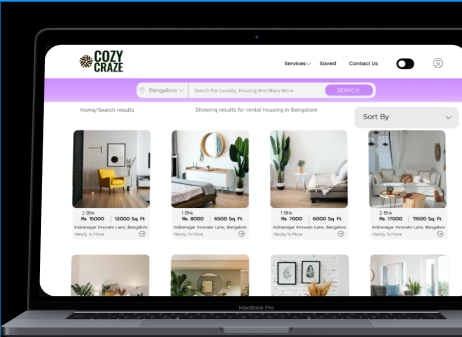 COZY
CRAZE
Services
Saved
Contact Us
Bangalore
Search For Locality, Housing And Many More
SEARCH
Home/Search results
Showing results for rental housing in Bangalore
Sort By
2 Bhk
Rs. 15000 | 12000 Sq. Ft.
Indiranagar Innovato Lane, Bangalore
Ready To Move
1 Bhk
Rs. 8000 | 6500 Sq. Ft.
Indiranagar Innovato Lane, Bangalore
Ready To Move
1 Bhk
Rs. 7000 | 6000 Sq. Ft.
Indiranagar Innovato Lane, Bangalore
Ready To Move
2 Bhk
Rs. 17000 | 11500 Sq. Ft.
Indiranagar Innovato Lane, Bangalore
Ready To Move
MacBook Pro